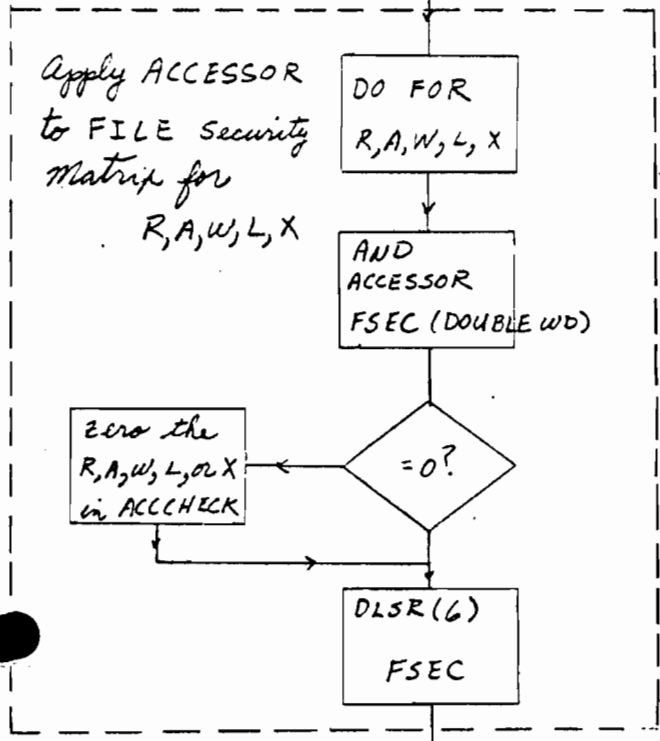 Apply ACCESSOR
to FILE Security
Matrix for
R,A,W,L,X
DO FOR
R,A,W,L,X
AND
ACCESSOR
FSEC (DOUBLE WD)
=0?
Zero the
R,A,W,L,or X
in ACCCHECK
DLSR(6)
FSEC